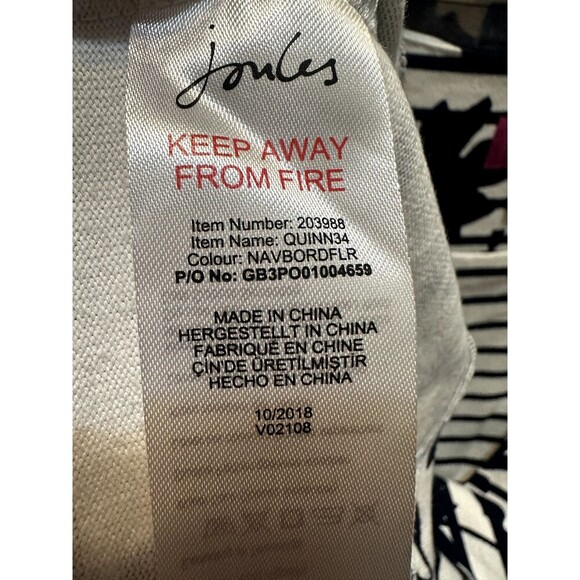 Joules
KEEP AWAY
FROM FIRE
Item Number: 203988
Item Name: QUINN34
Colour: NAVBORDFLR
P/O No: GB3PO01004659
MADE IN CHINA
HERGESTELLT IN CHINA
FABRIQUÉ EN CHINE
ÇİN'DE ÜRETİLMİŞTİR
HECHO EN CHINA
10/2018
V02108